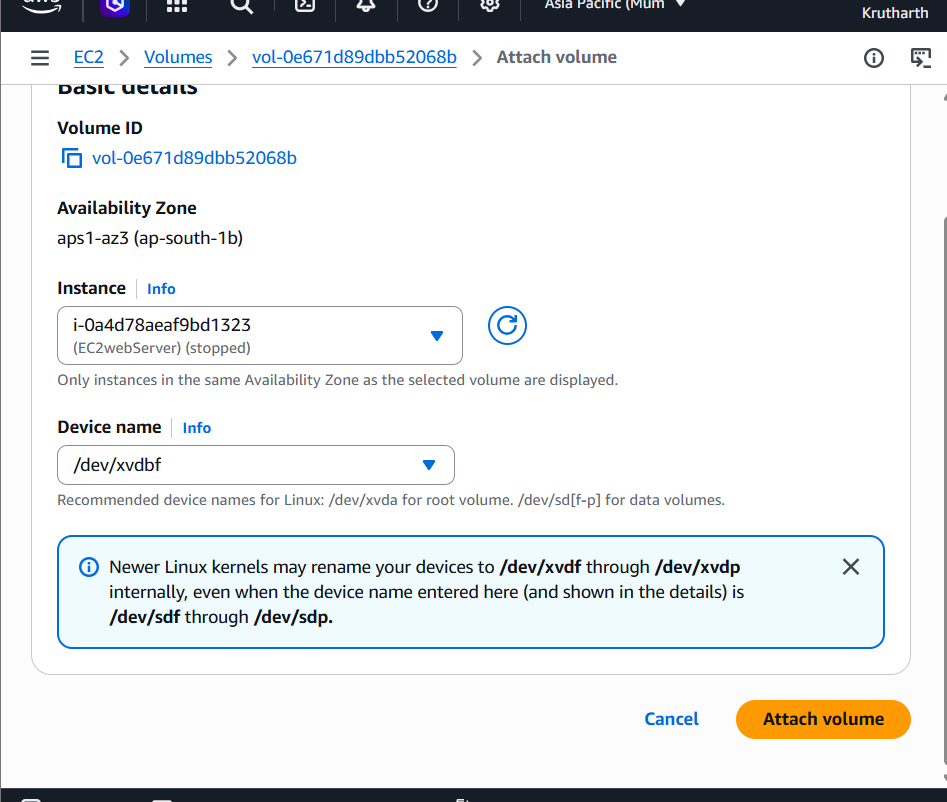 aws
Asia Pacific (Mum
Krutharth
EC2 > Volumes > vol-0e671d89dbb52068b > Attach volume
Basic details
Volume ID
vol-0e671d89dbb52068b
Availability Zone
aps1-az3 (ap-south-1b)
Instance Info
i-0a4d78aeaf9bd1323
(EC2webServer) (stopped)
Only instances in the same Availability Zone as the selected volume are displayed.
Device name Info
/dev/xvdbf
Recommended device names for Linux: /dev/xvda for root volume. /dev/sd[f-p] for data volumes.
Newer Linux kernels may rename your devices to /dev/xvdf through /dev/xvdp
internally, even when the device name entered here (and shown in the details) is
/dev/sdf through /dev/sdp.
Cancel
Attach volume